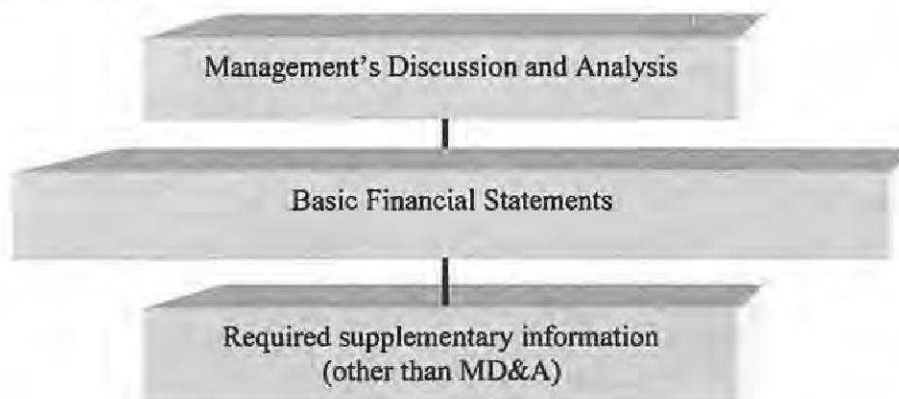 Management's Discussion and Analysis
Basic Financial Statements
Required supplementary information
(other than MD&A)